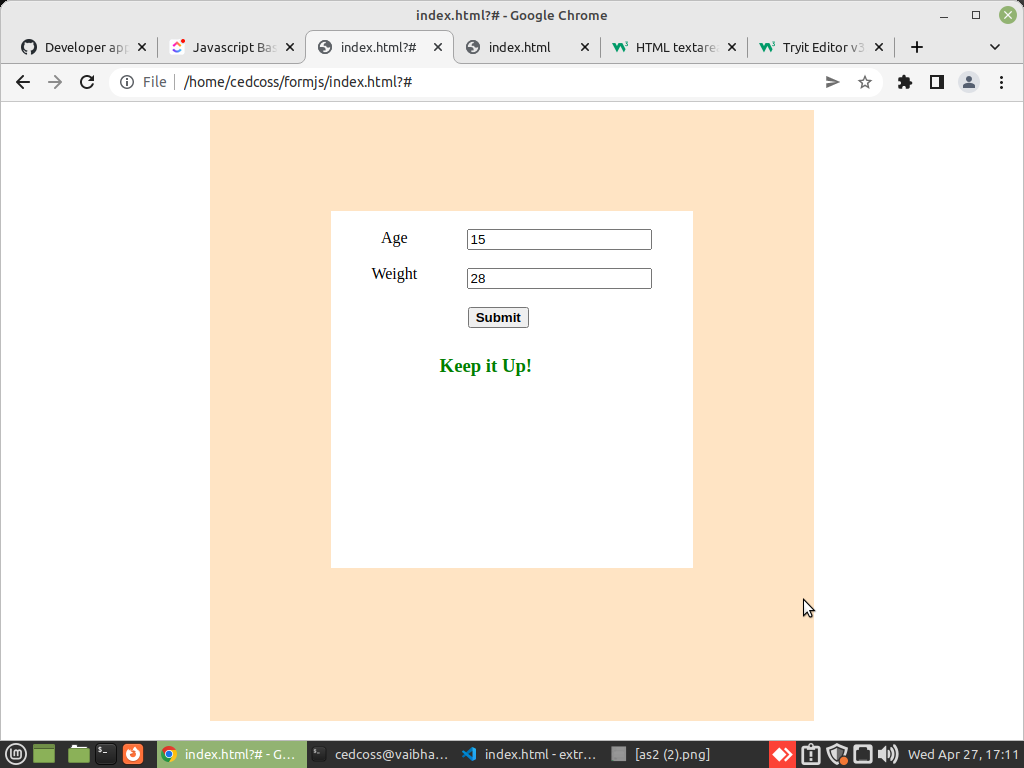 index.html?# - Google Chrome
Developer app
Javascript Bas
index.html?#
index.html
HTML textarea
Tryit Editor v3
File
/home/cedcoss/formjs/index.html?#
Age
15
Weight
28
Submit
Keep it Up!
index.html?# - G...
cedcoss@vaibha...
index.html - extr...
[as2 (2).png]
Wed Apr 27, 17:11